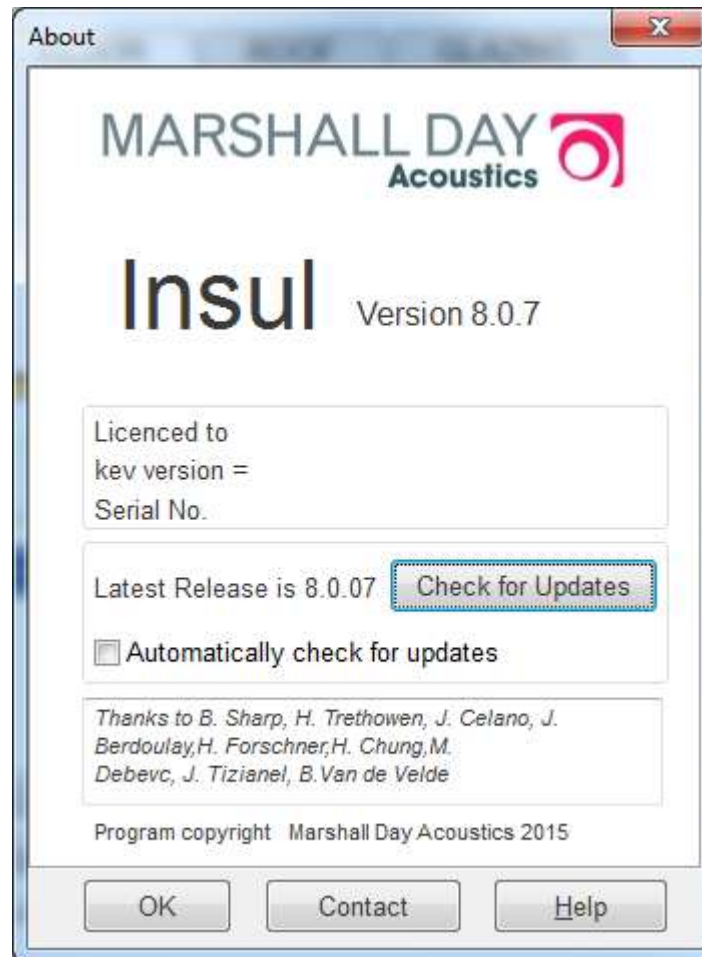 About
MARSHALL DAY
Acoustics
Insul Version 8.0.7
Licenced to
kev version =
Serial No.
Latest Release is 8.0.07 Check for Updates
Automatically check for updates
Thanks to B. Sharp, H. Trethowen, J. Celano, J.
Berdoulay,H. Forschner,H. Chung,M.
Debevc, J. Tizianel, B.Van de Velde
Program copyright Marshall Day Acoustics 2015
OK Contact Help